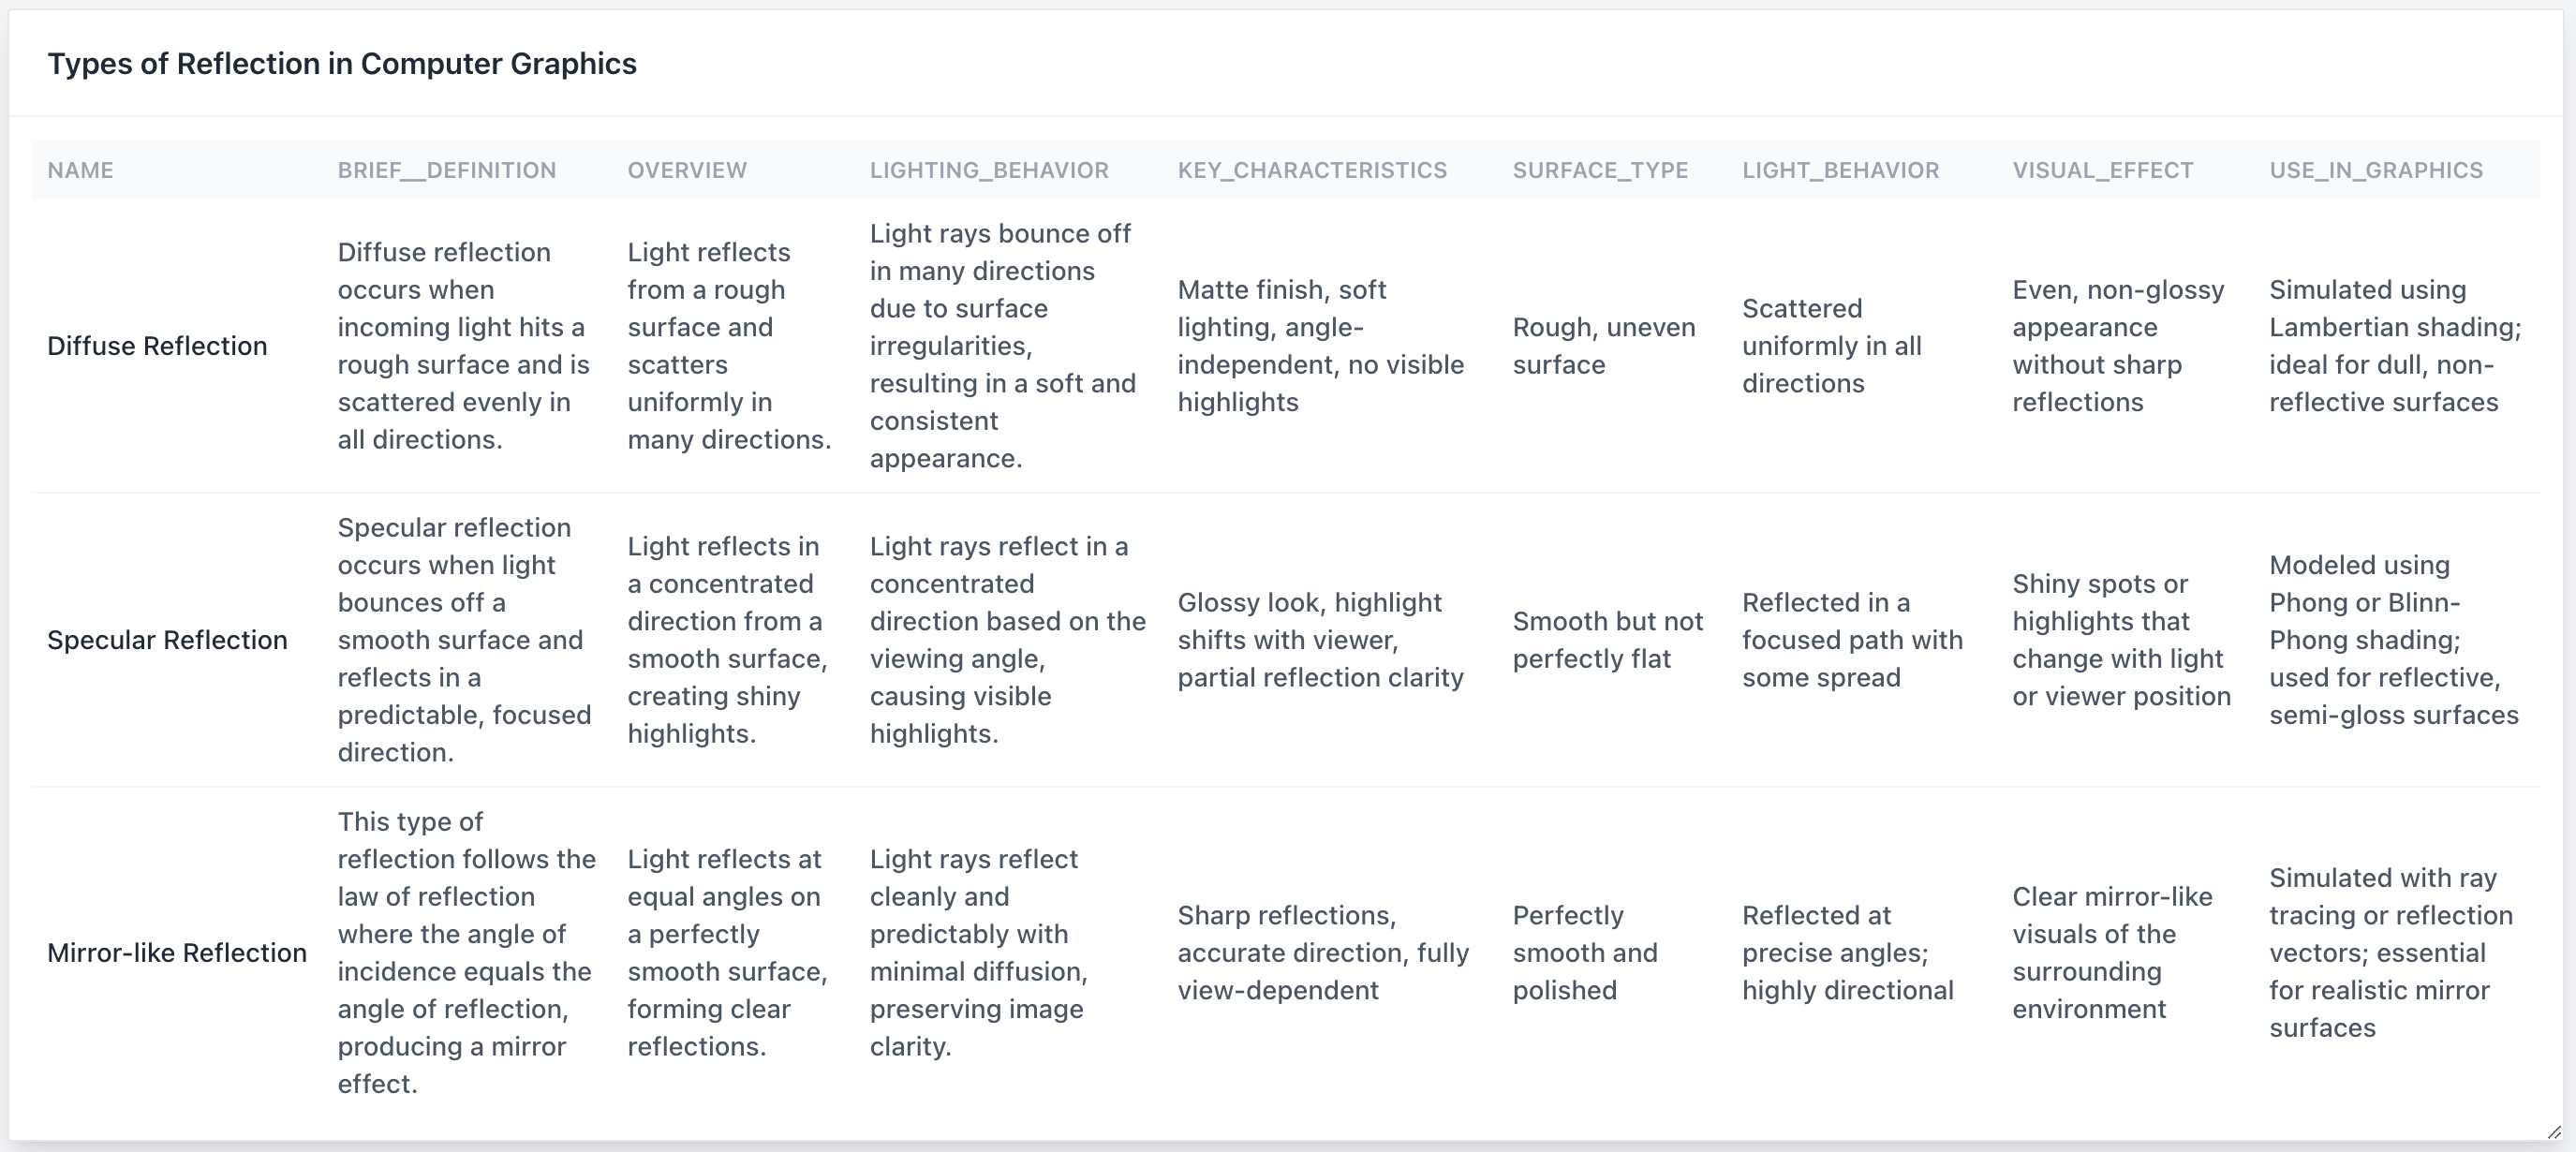 Types of Reflection in Computer Graphics
NAME
BRIEF__DEFINITION
OVERVIEW
LIGHTING_BEHAVIOR
KEY_CHARACTERISTICS
SURFACE_TYPE
LIGHT_BEHAVIOR
VISUAL_EFFECT
USE_IN_GRAPHICS
Diffuse Reflection
Diffuse reflection
occurs when
incoming light hits a
rough surface and is
scattered evenly in
all directions.
Light reflects
from a rough
surface and
scatters
uniformly in
many directions.
Light rays bounce off
in many directions
due to surface
irregularities,
resulting in a soft and
consistent
appearance.
Matte finish, soft
lighting, angle-
independent, no visible
highlights
Rough, uneven
surface
Scattered
uniformly in all
directions
Even, non-glossy
appearance
without sharp
reflections
Simulated using
Lambertian shading;
ideal for dull, non-
reflective surfaces
Specular Reflection
Specular reflection
occurs when light
bounces off a
smooth surface and
reflects in a
predictable, focused
direction.
Light reflects in
a concentrated
direction from a
smooth surface,
creating shiny
highlights.
Light rays reflect in a
concentrated
direction based on the
viewing angle,
causing visible
highlights.
Glossy look, highlight
shifts with viewer,
partial reflection clarity
Smooth but not
perfectly flat
Reflected in a
focused path with
some spread
Shiny spots or
highlights that
change with light
or viewer position
Modeled using
Phong or Blinn-
Phong shading;
used for reflective,
semi-gloss surfaces
Mirror-like Reflection
This type of
reflection follows the
law of reflection
where the angle of
incidence equals the
angle of reflection,
producing a mirror
effect.
Light reflects at
equal angles on
a perfectly
smooth surface,
forming clear
reflections.
Light rays reflect
cleanly and
predictably with
minimal diffusion,
preserving image
clarity.
Sharp reflections,
accurate direction, fully
view-dependent
Perfectly
smooth and
polished
Reflected at
precise angles;
highly directional
Clear mirror-like
visuals of the
surrounding
environment
Simulated with ray
tracing or reflection
vectors; essential
for realistic mirror
surfaces